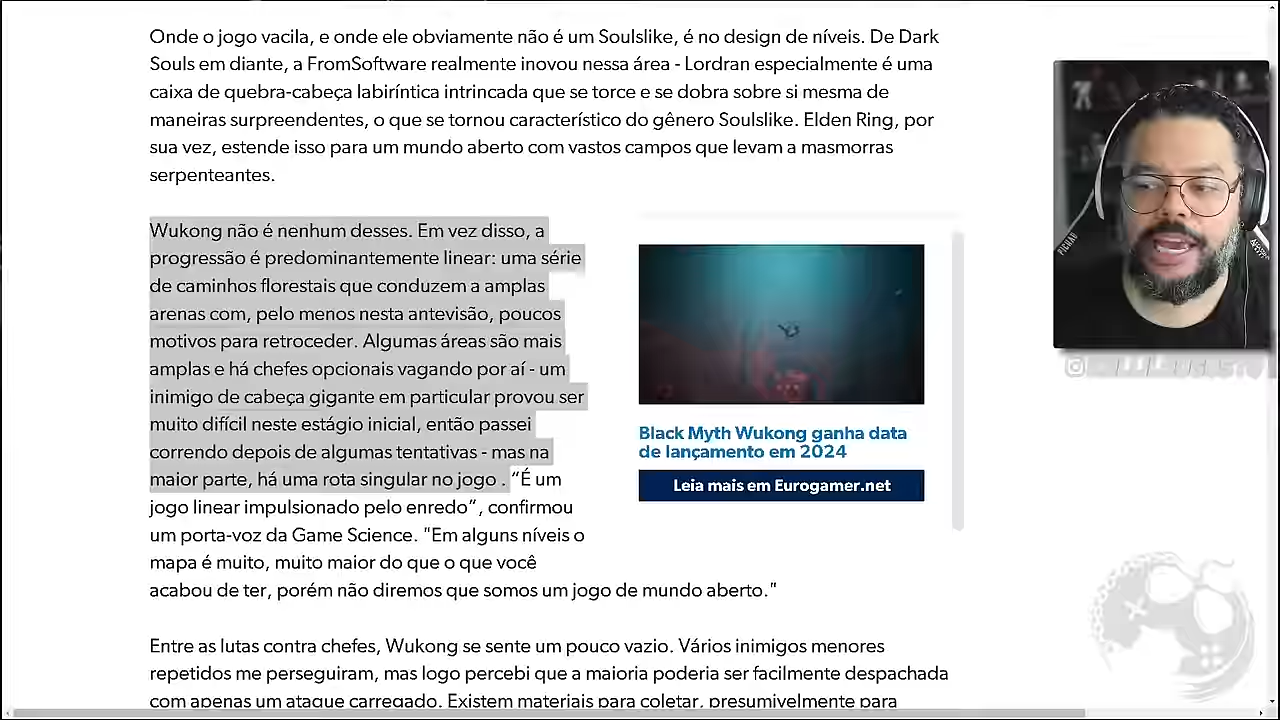 Onde o jogo vacila, e onde ele obviamente não é um Soulslike, é no design de níveis. De Dark
Souls em diante, a FromSoftware realmente inovou nessa área - Lordran especialmente é uma
caixa de quebra-cabeça labiríntica intrincada que se torce e se dobra sobre si mesma de
maneiras surpreendentes, o que se tornou característico do gênero Soulslike. Elden Ring, por
sua vez, estende isso para um mundo aberto com vastos campos que levam a masmorras
serpenteantes.
Wukong não é nenhum desses. Em vez disso, a
progressão é predominantemente linear: uma série
de caminhos florestais que conduzem a amplas
arenas com, pelo menos nesta antevisão, poucos
motivos para retroceder. Algumas áreas são mais
amplas e há chefes opcionais vagando por aí - um
inimigo de cabeça gigante em particular provou ser
muito difícil neste estágio inicial, então passei
correndo depois de algumas tentativas - mas na
maior parte, há uma rota singular no jogo . “É um
jogo linear impulsionado pelo enredo”, confirmou
um porta-voz da Game Science. "Em alguns níveis o
mapa é muito, muito maior do que o que você
acabou de ter, porém não diremos que somos um jogo de mundo aberto."
Black Myth Wukong ganha data
de lançamento em 2024
Leia mais em Eurogamer.net
Entre as lutas contra chefes, Wukong se sente um pouco vazio. Vários inimigos menores
repetidos me perseguiram, mas logo percebi que a maioria poderia ser facilmente despachada
com apenas um ataque carregado. Existem materiais para coletar, presumivelmente para
PICHAU